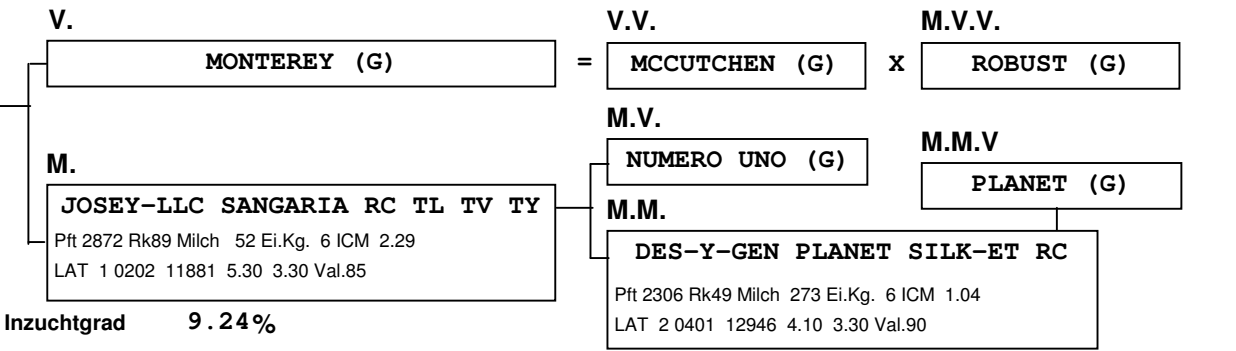 V.
V.V.
M.V.V.
MONTEREY (G)
=
MCCUTCHEN (G)
X
ROBUST (G)
M.V.
M.M.V
NUMERO UNO (G)
PLANET (G)
M.
JOSEY-LLC SANGARIA RC TL TV TY
Pft 2872 Rk89 Milch 52 Ei.Kg. 6 ICM 2.29
LAT 1 0202 11881 5.30 3.30 Val.85
M.M.
DES-Y-GEN PLANET SILK-ET RC
Pft 2306 Rk49 Milch 273 Ei.Kg. 6 ICM 1.04
LAT 2 0401 12946 4.10 3.30 Val.90
Inzuchtgrad 9.24%